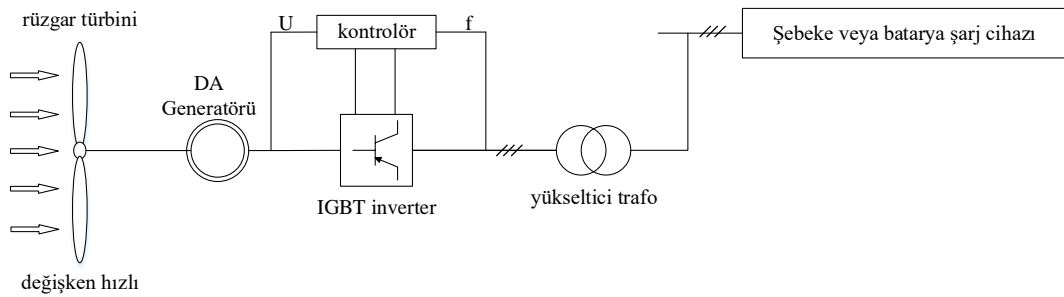 rüzgar türbini
U
kontrolör
f
Şebeke veya batarya şarj cihazı
DA
Generatörü
IGBT inverter
yükseltici trafo
değişken hızlı